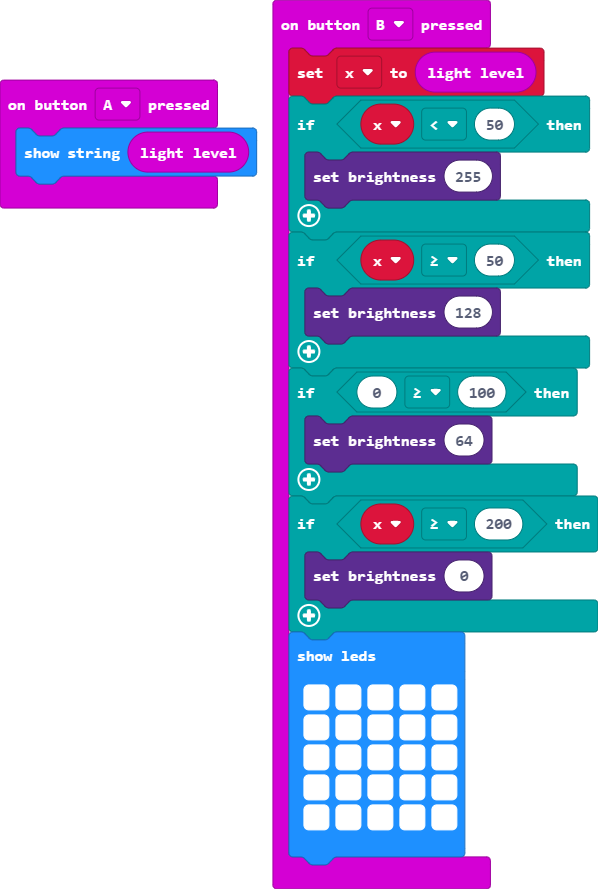 on button A pressed
show string light level
on button B pressed
set x to light level
if x < 50 then
set brightness 255
if x ≥ 50 then
set brightness 128
if 0 ≥ 100 then
set brightness 64
if x ≥ 200 then
set brightness 0
show leds